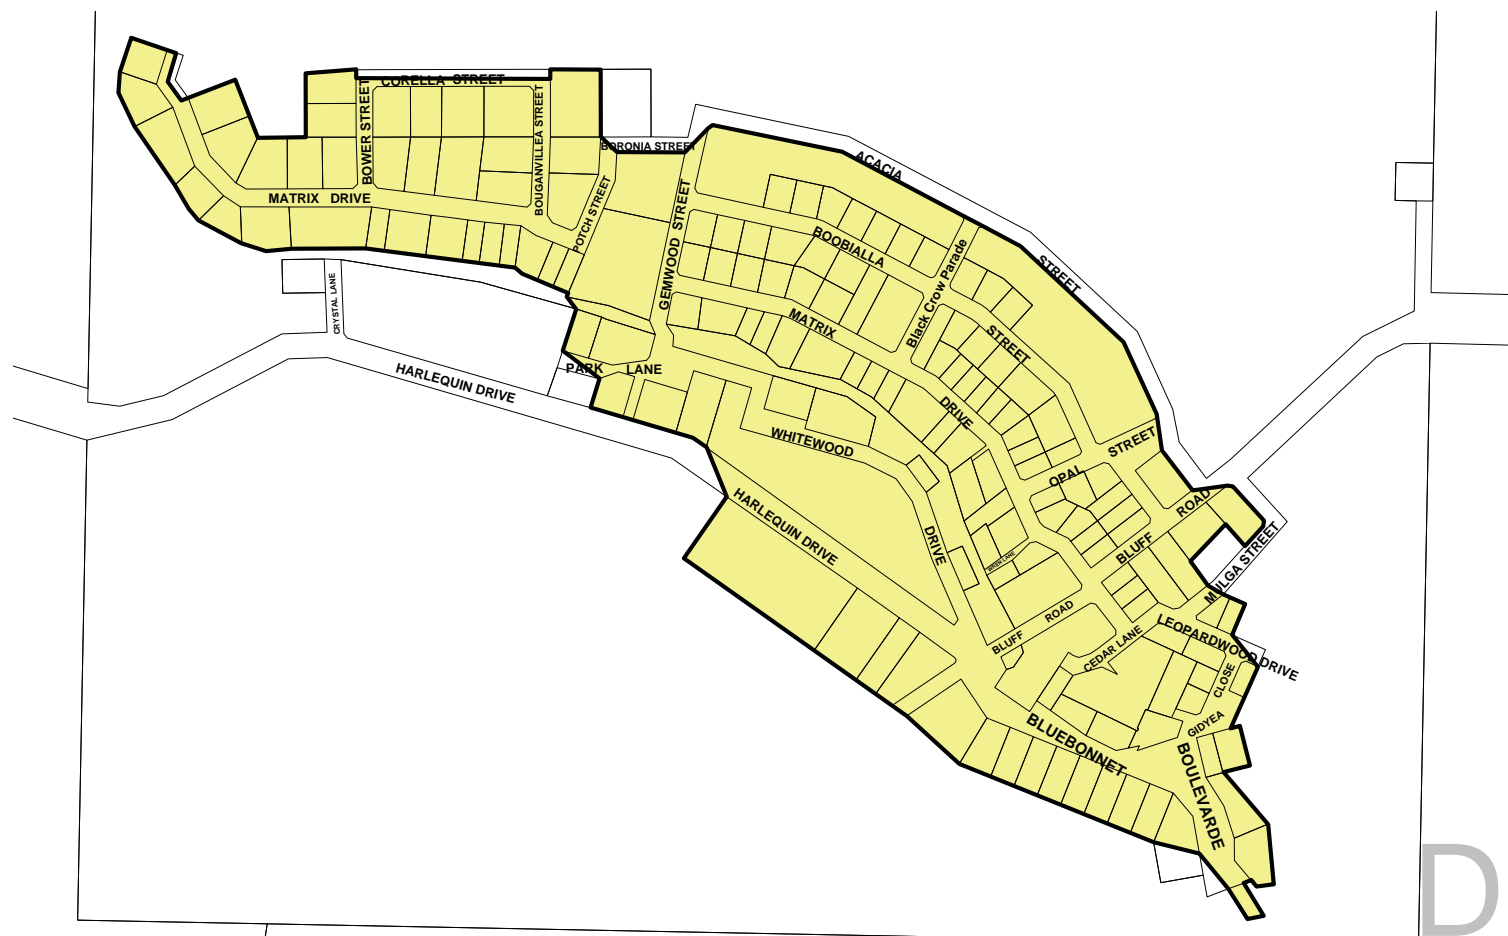 CORELLA STREET
BOWER STREET
BOUGANVILLEA STREET
BORONIA STREET
ACACIA
STREET
MATRIX DRIVE
POTCH STREET
GEMWOOD STREET
BOOBIALLA
STREET
Black Crow Parade
CRYSTAL LANE
MATRIX
DRIVE
HARLEQUIN DRIVE
PARK LANE
WHITEWOOD
DRIVE
OPAL STREET
HARLEQUIN DRIVE
BLUFF ROAD
MULGA STREET
WREN LANE
BLUFF ROAD
CEDAR LANE
LEOPARDWOOD DRIVE
GIDYEA CLOSE
BLUEBONNET
BOULEVARDE
D